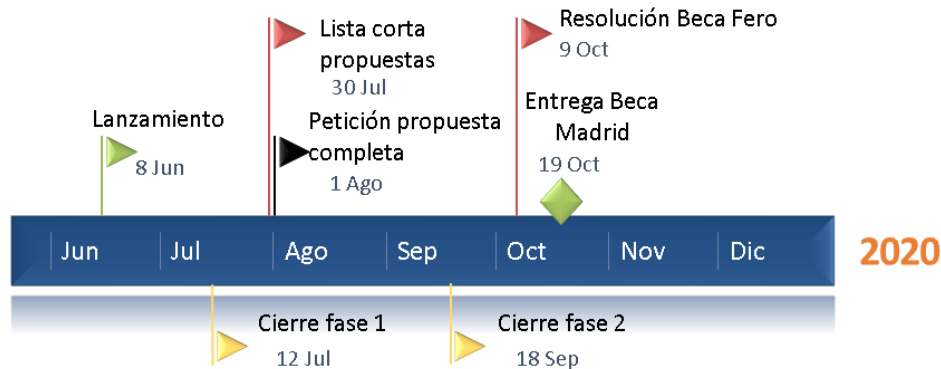 Resolución Beca Fero
9 Oct
Lista corta
propuestas
30 Jul
Entrega Beca
Madrid
19 Oct
Lanzamiento
8 Jun
Petición propuesta
completa
1 Ago
Jun Jul Ago Sep Oct Nov Dic
2020
Cierre fase 1
12 Jul
Cierre fase 2
18 Sep